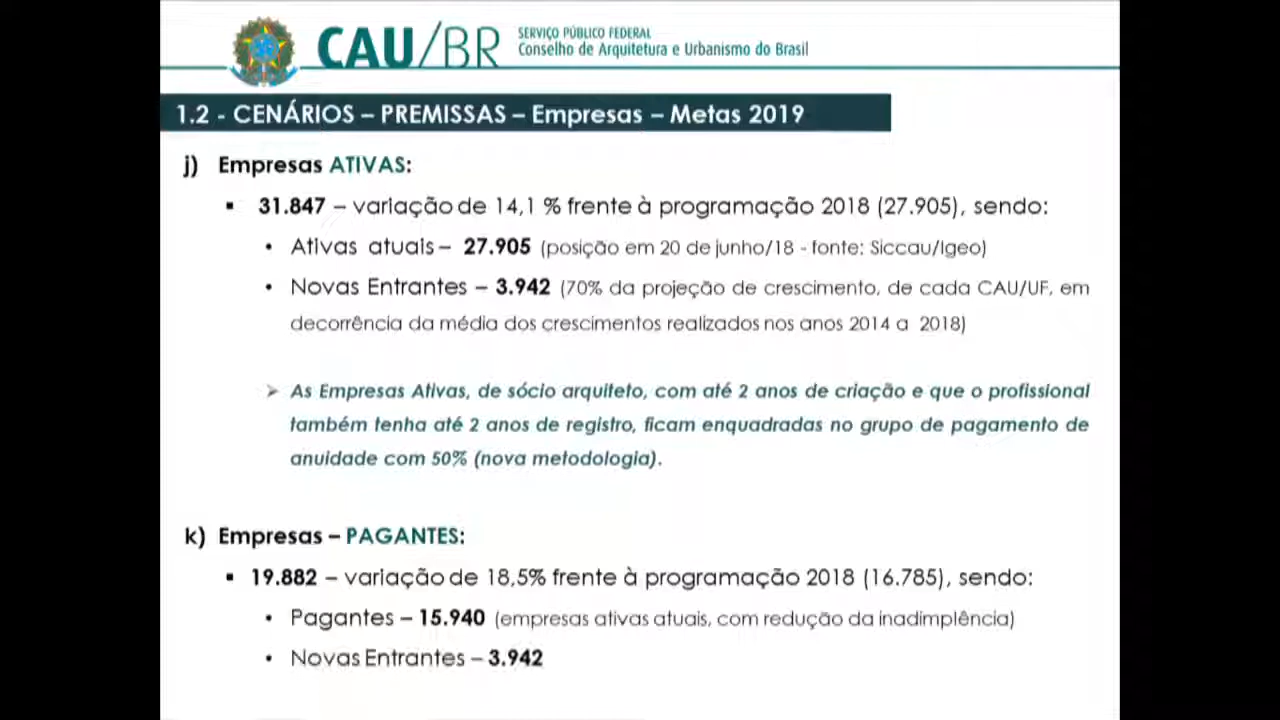 CAU/BR
SERVIÇO PÚBLICO FEDERAL
Conselho de Arquitetura e Urbanismo do Brasil
1.2 - CENÁRIOS – PREMISSAS – Empresas – Metas 2019
j) Empresas ATIVAS:
▪ 31.847 – variação de 14,1 % frente à programação 2018 (27.905), sendo:
• Ativas atuais – 27.905 (posição em 20 de junho/18 - fonte: Siccau/Igeo)
• Novas Entrantes – 3.942 (70% da projeção de crescimento, de cada CAU/UF, em
decorrência da média dos crescimentos realizados nos anos 2014 a 2018)
➢ As Empresas Ativas, de sócio arquiteto, com até 2 anos de criação e que o profissional
também tenha até 2 anos de registro, ficam enquadradas no grupo de pagamento de
anuidade com 50% (nova metodologia).
k) Empresas – PAGANTES:
▪ 19.882 – variação de 18,5% frente à programação 2018 (16.785), sendo:
• Pagantes – 15.940 (empresas ativas atuais, com redução da inadimplência)
• Novas Entrantes – 3.942